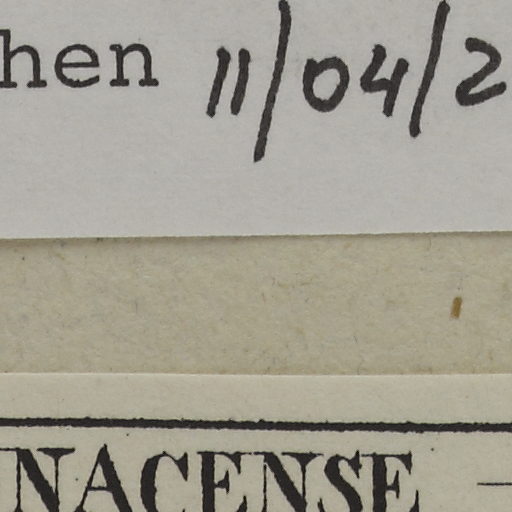 hen 11/04/2
NACENSE –